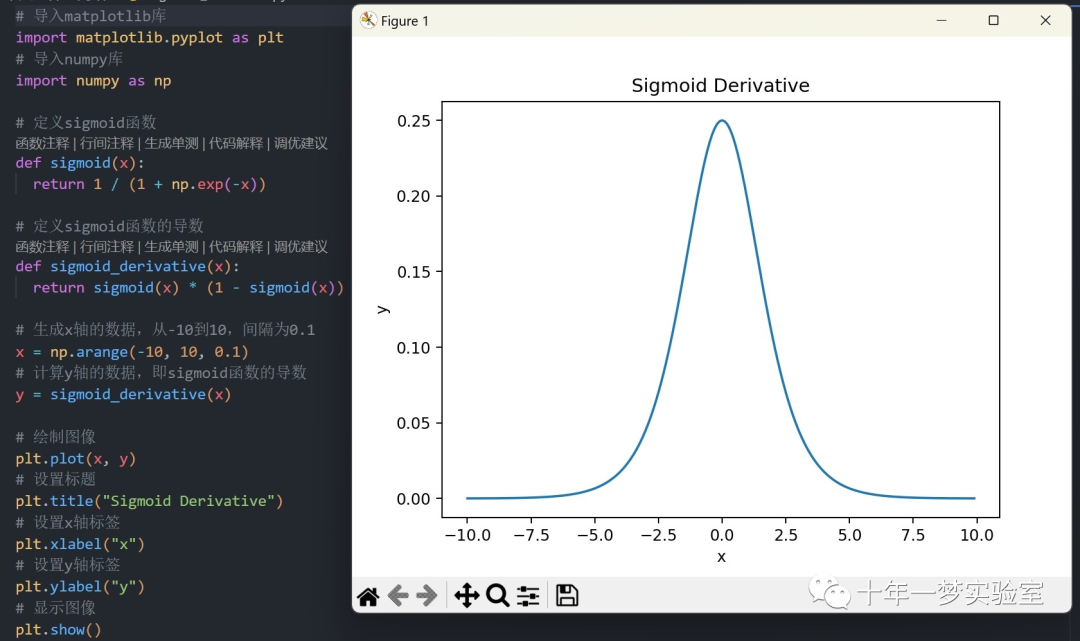 # 导入matplotlib库
import matplotlib.pyplot as plt
# 导入numpy库
import numpy as np
# 定义sigmoid函数
函数注释 | 行间注释 | 生成单测 | 代码解释 | 调优建议
def sigmoid(x):
return 1 / (1 + np.exp(-x))
# 定义sigmoid函数的导数
函数注释 | 行间注释 | 生成单测 | 代码解释 | 调优建议
def sigmoid_derivative(x):
return sigmoid(x) * (1 - sigmoid(x))
# 生成x轴的数据，从-10到10，间隔为0.1
x = np.arange(-10, 10, 0.1)
# 计算y轴的数据，即sigmoid函数的导数
y = sigmoid_derivative(x)
# 绘制图像
plt.plot(x, y)
# 设置标题
plt.title("Sigmoid Derivative")
# 设置x轴标签
plt.xlabel("x")
# 设置y轴标签
plt.ylabel("y")
# 显示图像
plt.show()
Figure 1
Sigmoid Derivative
0.25
0.20
0.15
y
0.10
0.05
0.00
−10.0 −7.5 −5.0 −2.5 0.0 2.5 5.0 7.5 10.0
x
十年一梦实验室